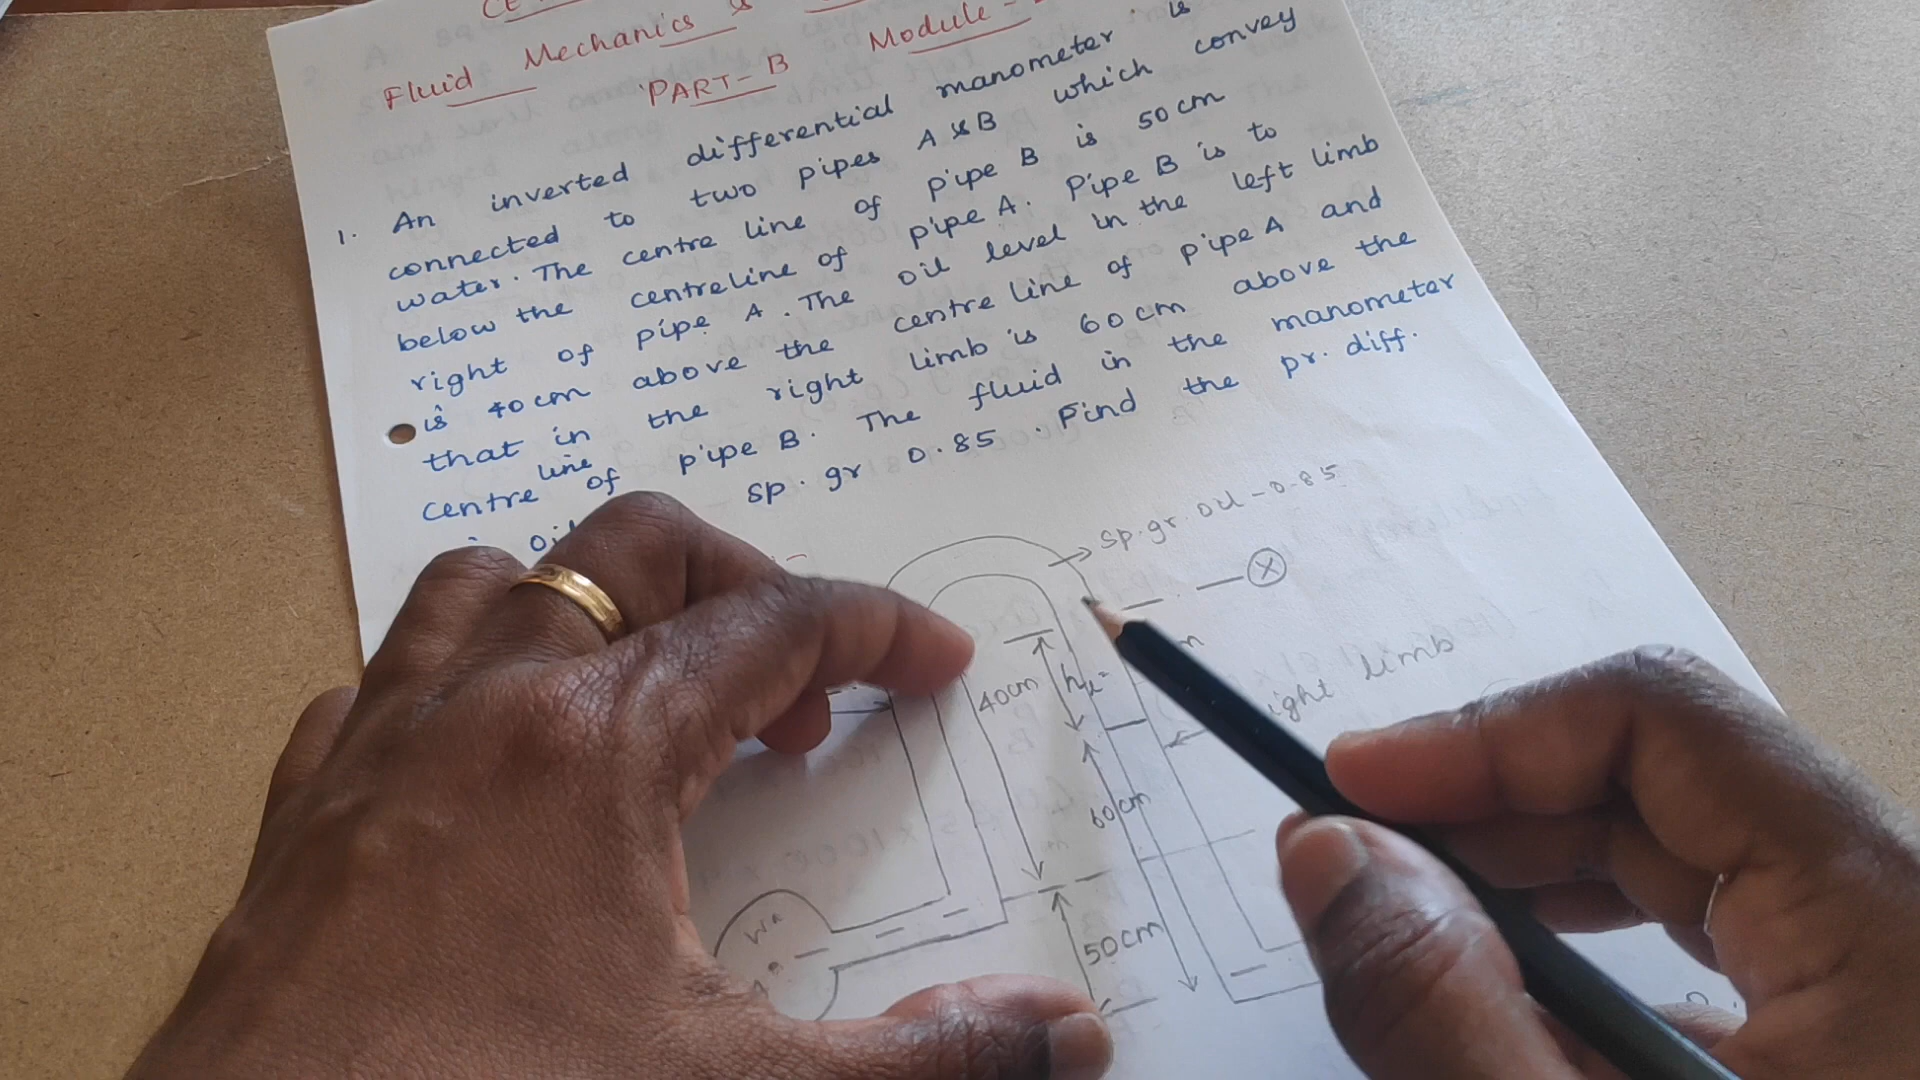 Fluid Mechanics &
PART-B Module -
1. An inverted differential manometer is
connected to two pipes A & B which convey
water. The centre line of pipe B is 50 cm
below the centreline of pipe A. Pipe B is to
right of pipe A. The oil level in the left limb
is 40cm above the centre line of pipe A and
that in the right limb is 60 cm above the
centre line of pipe B. The fluid in the manometer
Sp. gr 0.85. Find the pr. diff.
Sp. gr. oil - 0.85
X
40cm
limb
60cm
50cm